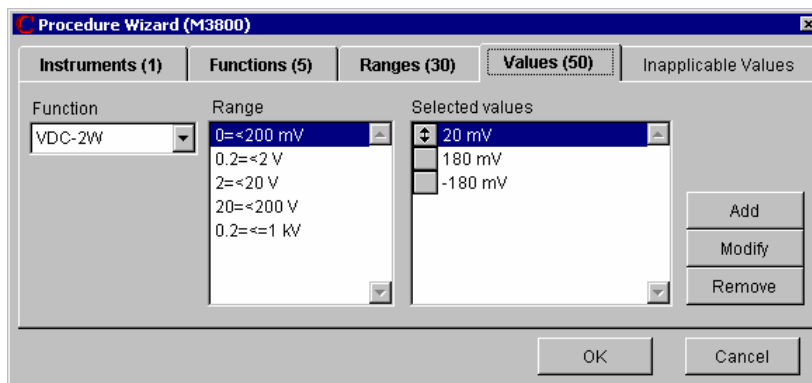 Procedure Wizard (M3800)
Instruments (1) Functions (5) Ranges (30) Values (50) Inapplicable Values
Function Range Selected values
VDC-2W
0=<200 mV
0.2=<2 V
2=<20 V
20=<200 V
0.2=<=1 kV
20 mV
180 mV
-180 mV
Add
Modify
Remove
OK Cancel